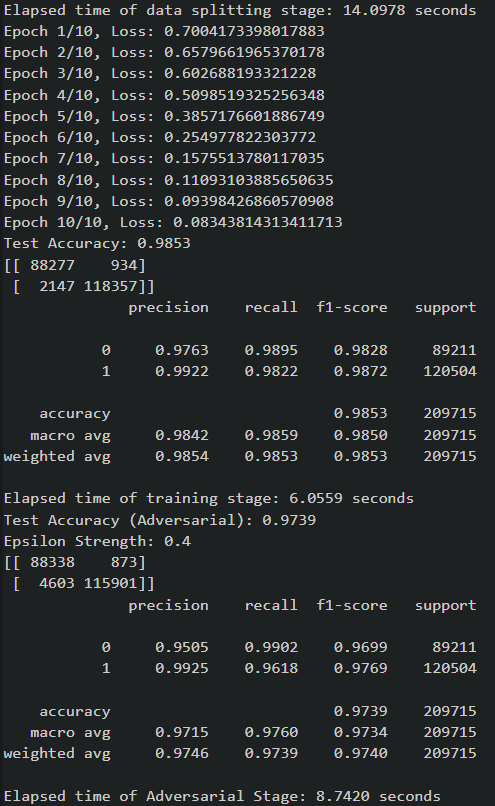 Elapsed time of data splitting stage: 14.0978 seconds
Epoch 1/10, Loss: 0.7004173398017883
Epoch 2/10, Loss: 0.6579661965370178
Epoch 3/10, Loss: 0.602688193321228
Epoch 4/10, Loss: 0.5098519325256348
Epoch 5/10, Loss: 0.3857176601886749
Epoch 6/10, Loss: 0.254977822303772
Epoch 7/10, Loss: 0.1575513780117035
Epoch 8/10, Loss: 0.11093103885650635
Epoch 9/10, Loss: 0.09398426860570908
Epoch 10/10, Loss: 0.08343814313411713
Test Accuracy: 0.9853
[[ 88277    934]
 [  2147 118357]]
              precision    recall  f1-score   support

           0     0.9763    0.9895    0.9828     89211
           1     0.9922    0.9822    0.9872    120504

    accuracy                         0.9853    209715
   macro avg     0.9842    0.9859    0.9850    209715
weighted avg     0.9854    0.9853    0.9853    209715

Elapsed time of training stage: 6.0559 seconds
Test Accuracy (Adversarial): 0.9739
Epsilon Strength: 0.4
[[ 88338    873]
 [  4603 115901]]
              precision    recall  f1-score   support

           0     0.9505    0.9902    0.9699     89211
           1     0.9925    0.9618    0.9769    120504

    accuracy                         0.9739    209715
   macro avg     0.9715    0.9760    0.9734    209715
weighted avg     0.9746    0.9739    0.9740    209715

Elapsed time of Adversarial Stage: 8.7420 seconds